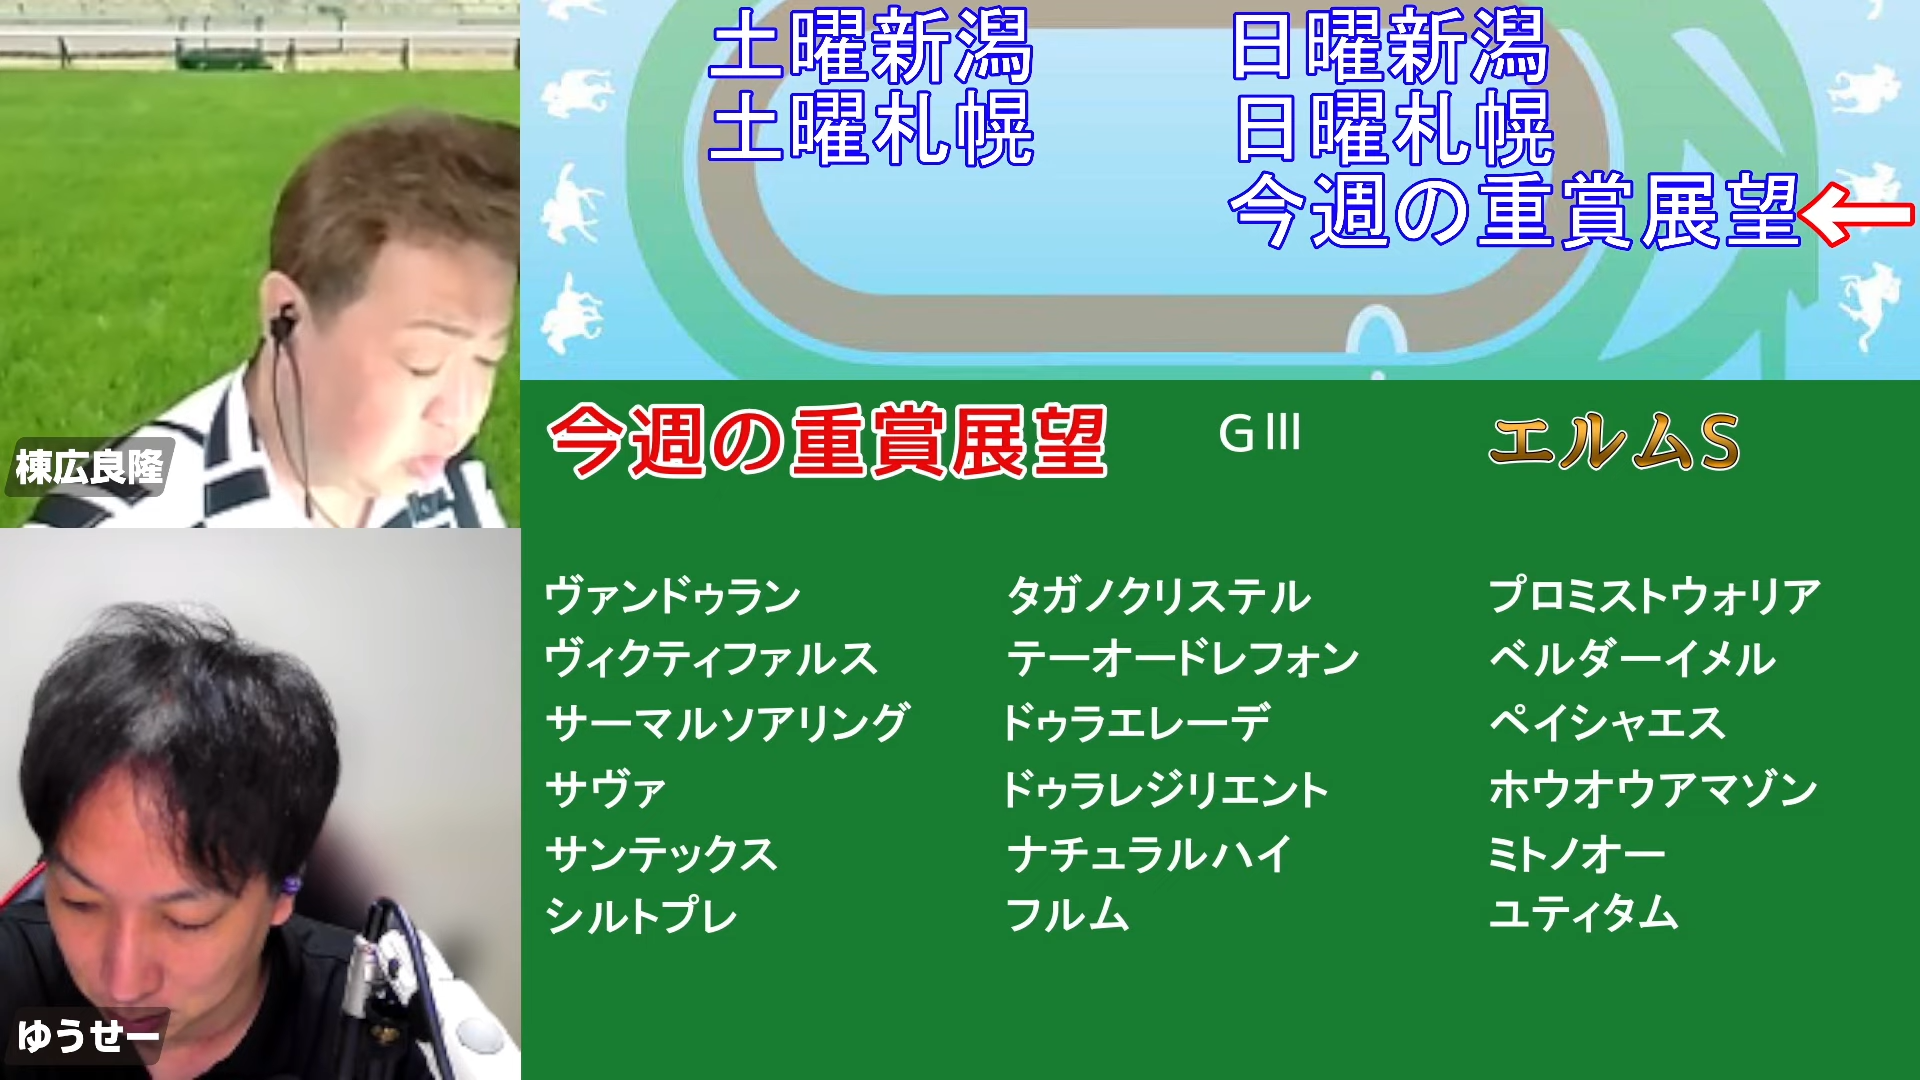 土曜新潟
日曜新潟
土曜札幌
日曜札幌
今週の重賞展望
今週の重賞展望
GⅢ
エルムS
ヴァンドゥラン
タガノクリステル
プロミストウォリア
ヴィクティファルス
テーオードレフォン
ベルダーイメル
サーマルソアリング
ドゥラエレーデ
ペイシャエス
サヴァ
ドゥラレジリエント
ホウオウアマゾン
サンテックス
ナチュラルハイ
ミトノオー
シルトプレ
フルム
ユティタム
棟広良隆
ゆうせー